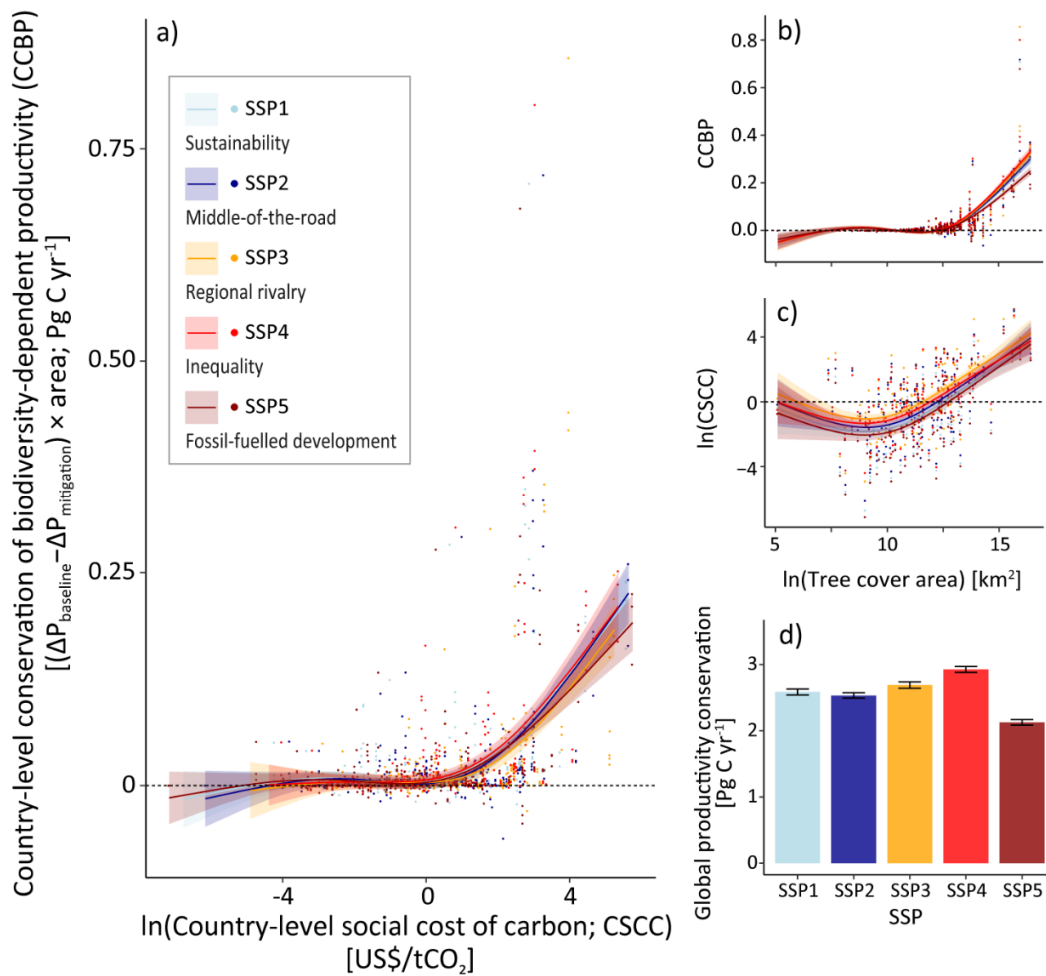 Country-level conservation of biodiversity-dependent productivity (CCBP)
[(ΔPbaseline−ΔPmitigation) × area; Pg C yr-1]
a)
0.75
0.50
0.25
0
SSP1
Sustainability
SSP2
Middle-of-the-road
SSP3
Regional rivalry
SSP4
Inequality
SSP5
Fossil-fuelled development
-4
0
4
ln(Country-level social cost of carbon; CSCC)
[US$/tCO2]
b)
CCBP
0.8
0.6
0.4
0.2
0.0
c)
ln(CSCC)
4
0
−4
5
10
15
ln(Tree cover area) [km2]
d)
Global productivity conservation
[Pg C yr-1]
3
2
1
0
SSP1 SSP2 SSP3 SSP4 SSP5
SSP